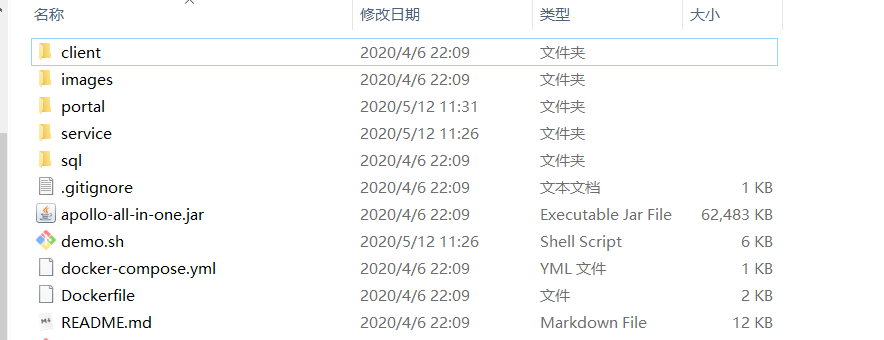 名称 修改日期 类型 大小
client 2020/4/6 22:09 文件夹
images 2020/4/6 22:09 文件夹
portal 2020/5/12 11:31 文件夹
service 2020/5/12 11:26 文件夹
sql 2020/4/6 22:09 文件夹
.gitignore 2020/4/6 22:09 文本文档 1 KB
apollo-all-in-one.jar 2020/4/6 22:09 Executable Jar File 62,483 KB
demo.sh 2020/5/12 11:26 Shell Script 6 KB
docker-compose.yml 2020/4/6 22:09 YML 文件 1 KB
Dockerfile 2020/4/6 22:09 文件 2 KB
README.md 2020/4/6 22:09 Markdown File 12 KB